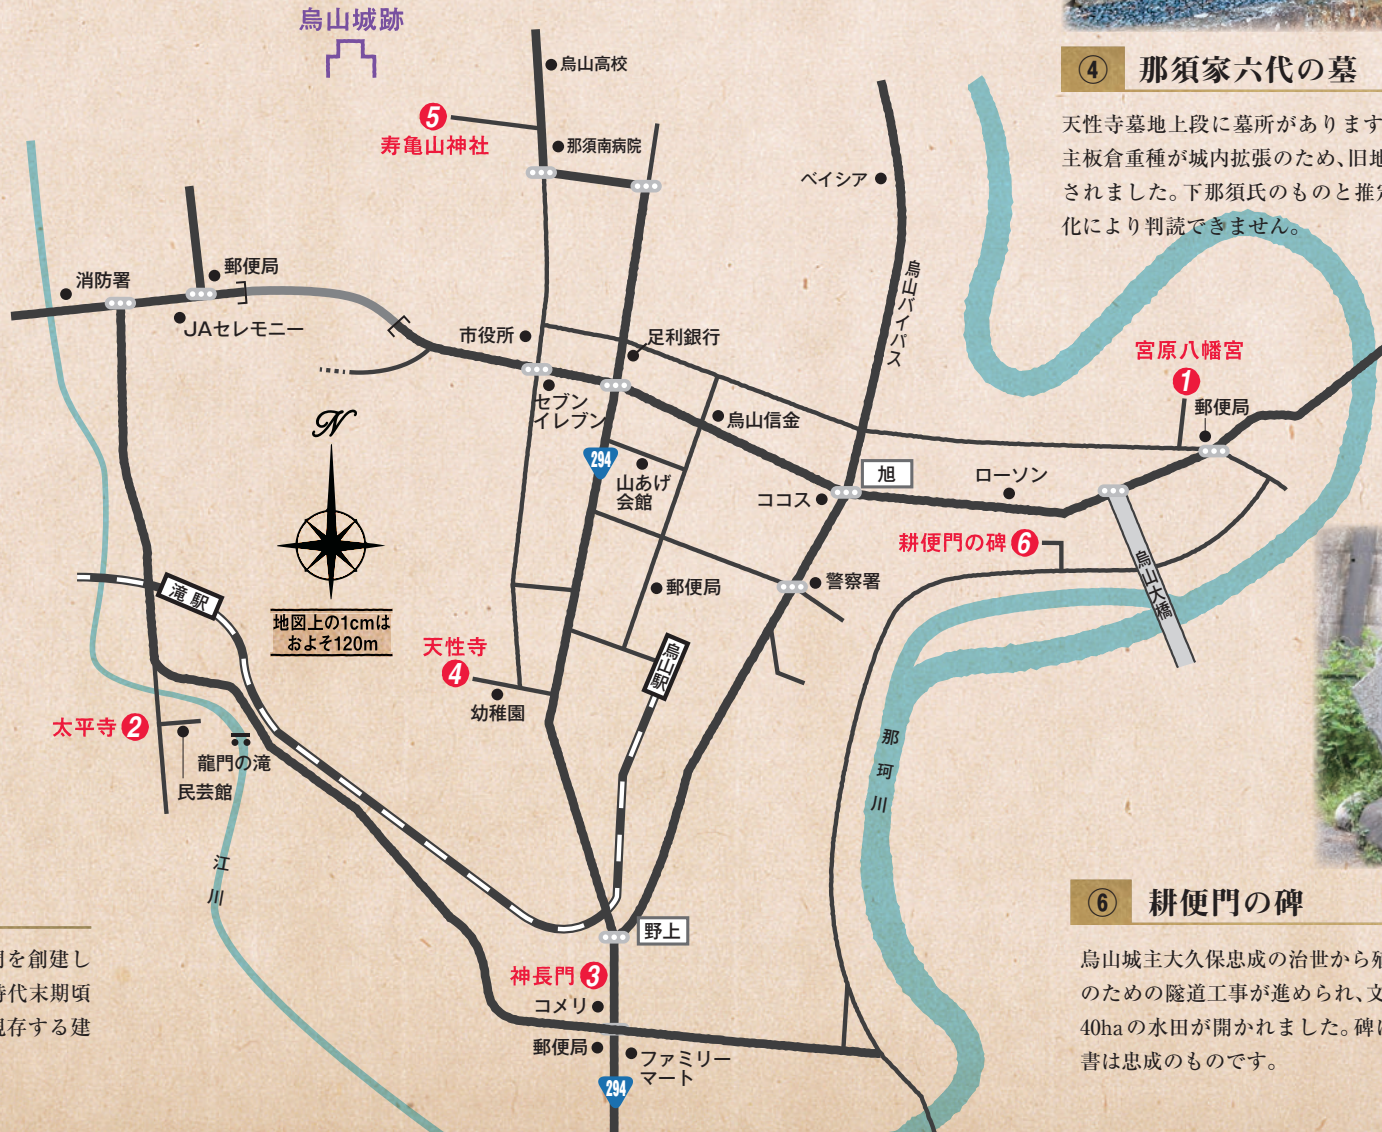 烏山城跡
烏山高校
5
寿亀山神社
那須南病院
ベイシア
④ 那須家六代の墓
天性寺墓地上段に墓所があります
主板倉重種が城内拡張のため、旧地
されました。下那須氏のものと推定
化により判読できません。
消防署
郵便局
JAセレモニー
市役所
足利銀行
烏山バイパス
セブン
イレブン
烏山信金
宮原八幡宮
1
郵便局
N
294
山あげ
会館
旭
ココス
ローソン
耕便門の碑 6
滝駅
地図上の1cmは
およそ120m
郵便局
警察署
烏山大橋
天性寺
4
幼稚園
烏山駅
太平寺 2
龍門の滝
民芸館
那珂川
江川
野上
神長門 3
コメリ
郵便局
ファミリー
マート
294
を創建し
時代末期頃
現存する建
⑥ 耕便門の碑
烏山城主大久保忠成の治世から
のための隧道工事が進められ、文
40haの水田が開かれました。碑に
書は忠成のものです。